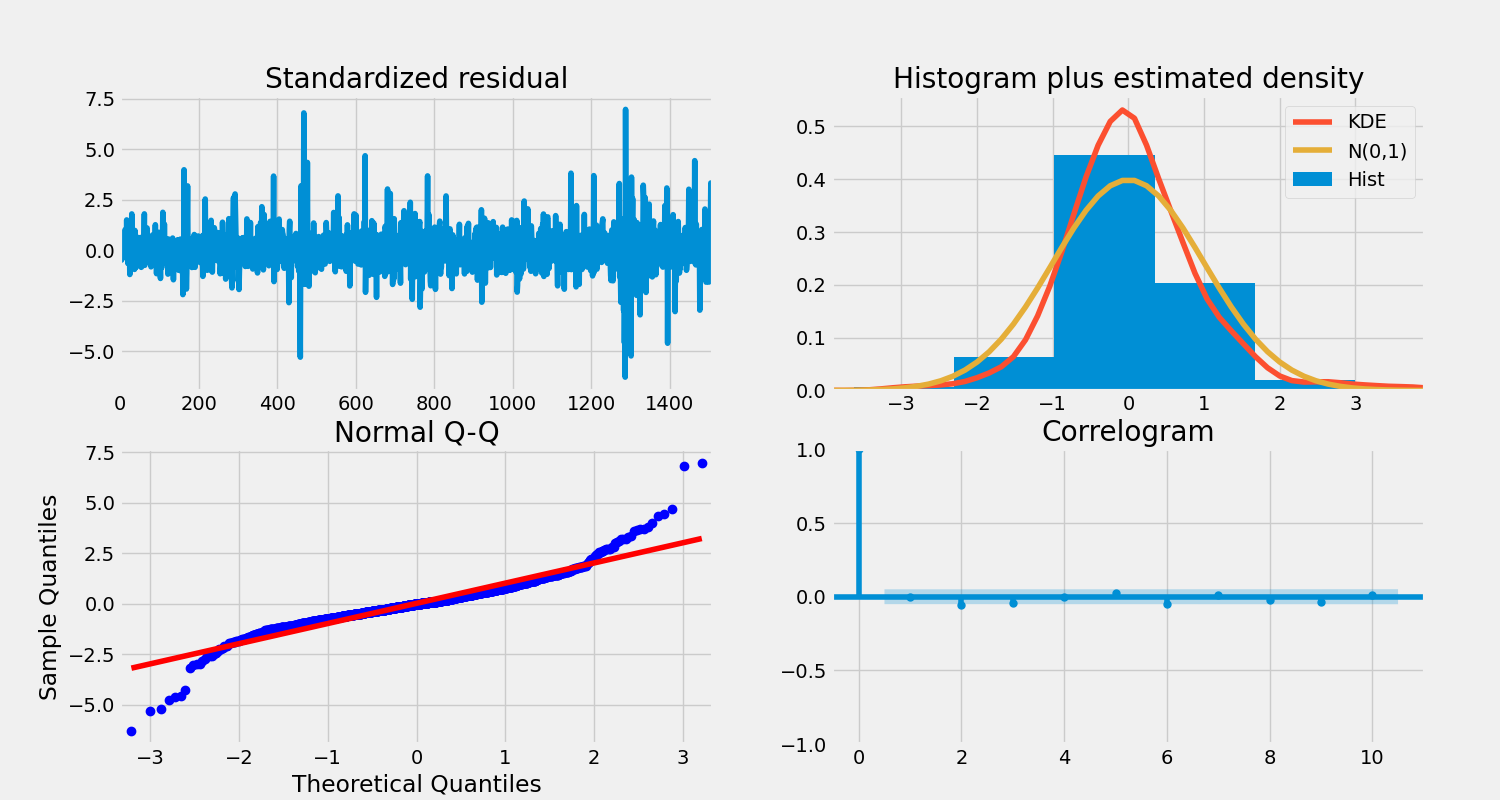 Standardized residual
7.5
5.0
2.5
0.0
−2.5
−5.0
0 200 400 600 800 1000 1200 1400
Histogram plus estimated density
0.5
0.4
0.3
0.2
0.1
0.0
−3 −2 −1 0 1 2 3
KDE
N(0,1)
Hist
Normal Q-Q
Sample Quantiles
7.5
5.0
2.5
0.0
−2.5
−5.0
−3 −2 −1 0 1 2 3
Theoretical Quantiles
Correlogram
1.0
0.5
0.0
−0.5
−1.0
0 2 4 6 8 10